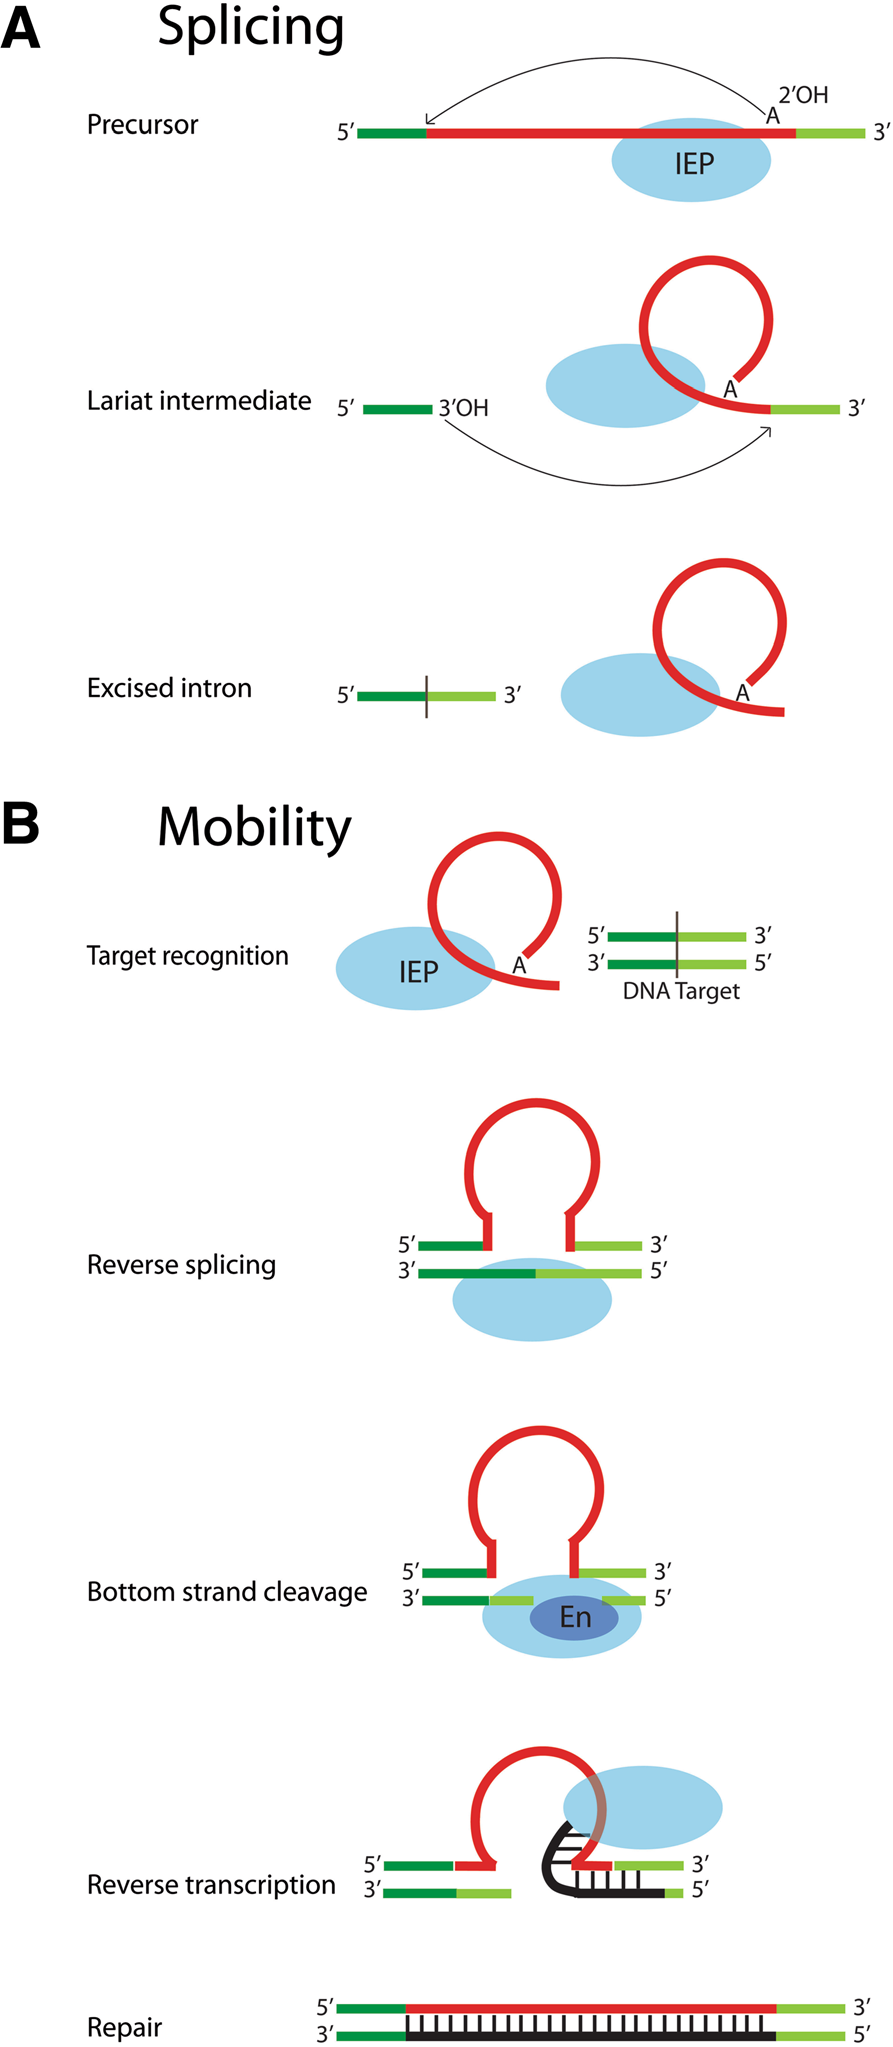 A Splicing
2′OH
A
Precursor 5′ 3′
IEP
A
Lariat intermediate 5′ 3′OH 3′
Excised intron 5′ 3′ A
B Mobility
5′ 3′
Target recognition IEP A 3′ 5′
DNA Target
5′ 3′
Reverse splicing 3′ 5′
5′ 3′
Bottom strand cleavage 3′ 5′
En
5′ 3′
Reverse transcription 3′ 5′
5′ 3′
Repair 3′ 5′